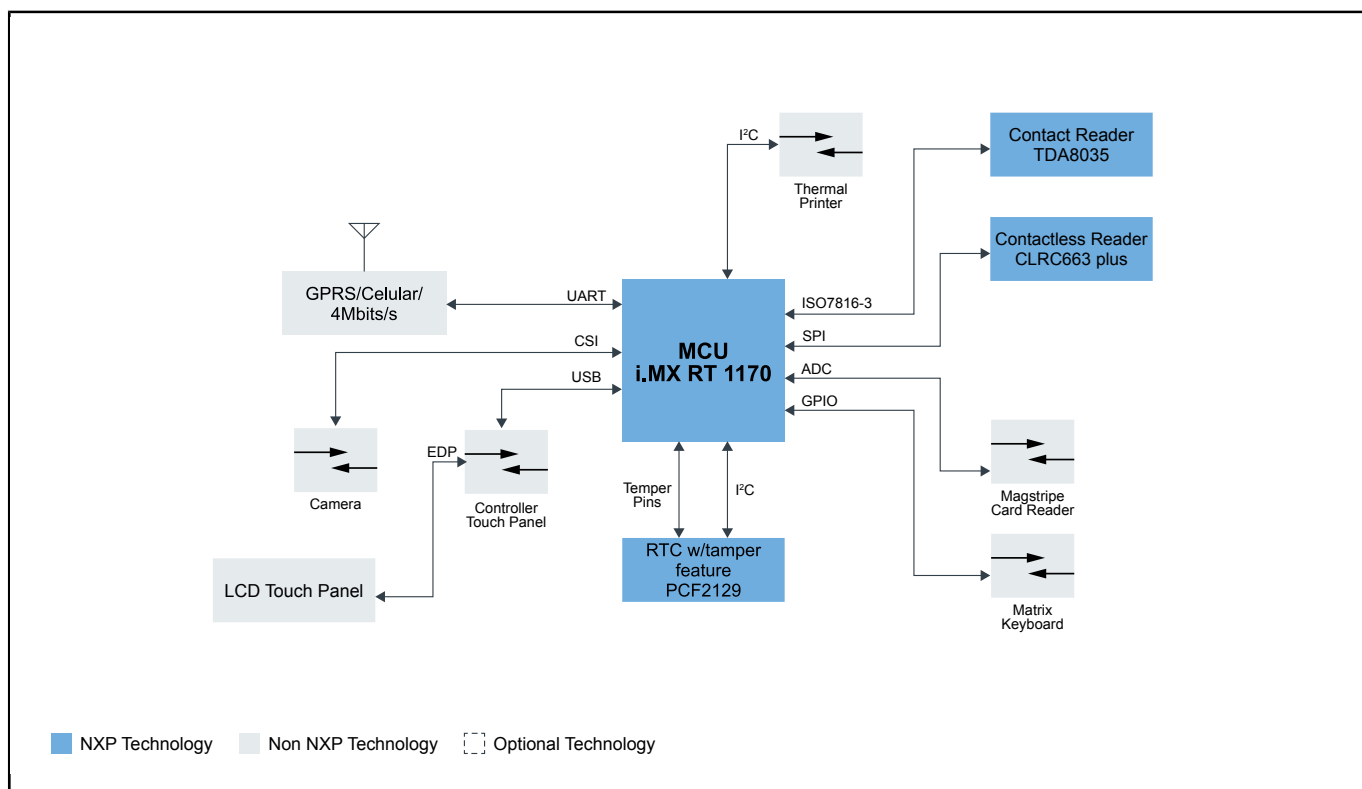 I²C
Thermal
Printer
Contact Reader
TDA8035
Contactless Reader
CLRC663 plus
GPRS/Celular/
4Mbits/s
UART
CSI
USB
MCU
i.MX RT 1170
ISO7816-3
SPI
ADC
GPIO
Camera
EDP
Controller
Touch Panel
Temper
Pins
I²C
Magstripe
Card Reader
LCD Touch Panel
RTC w/tamper
feature
PCF2129
Matrix
Keyboard
NXP Technology
Non NXP Technology
Optional Technology